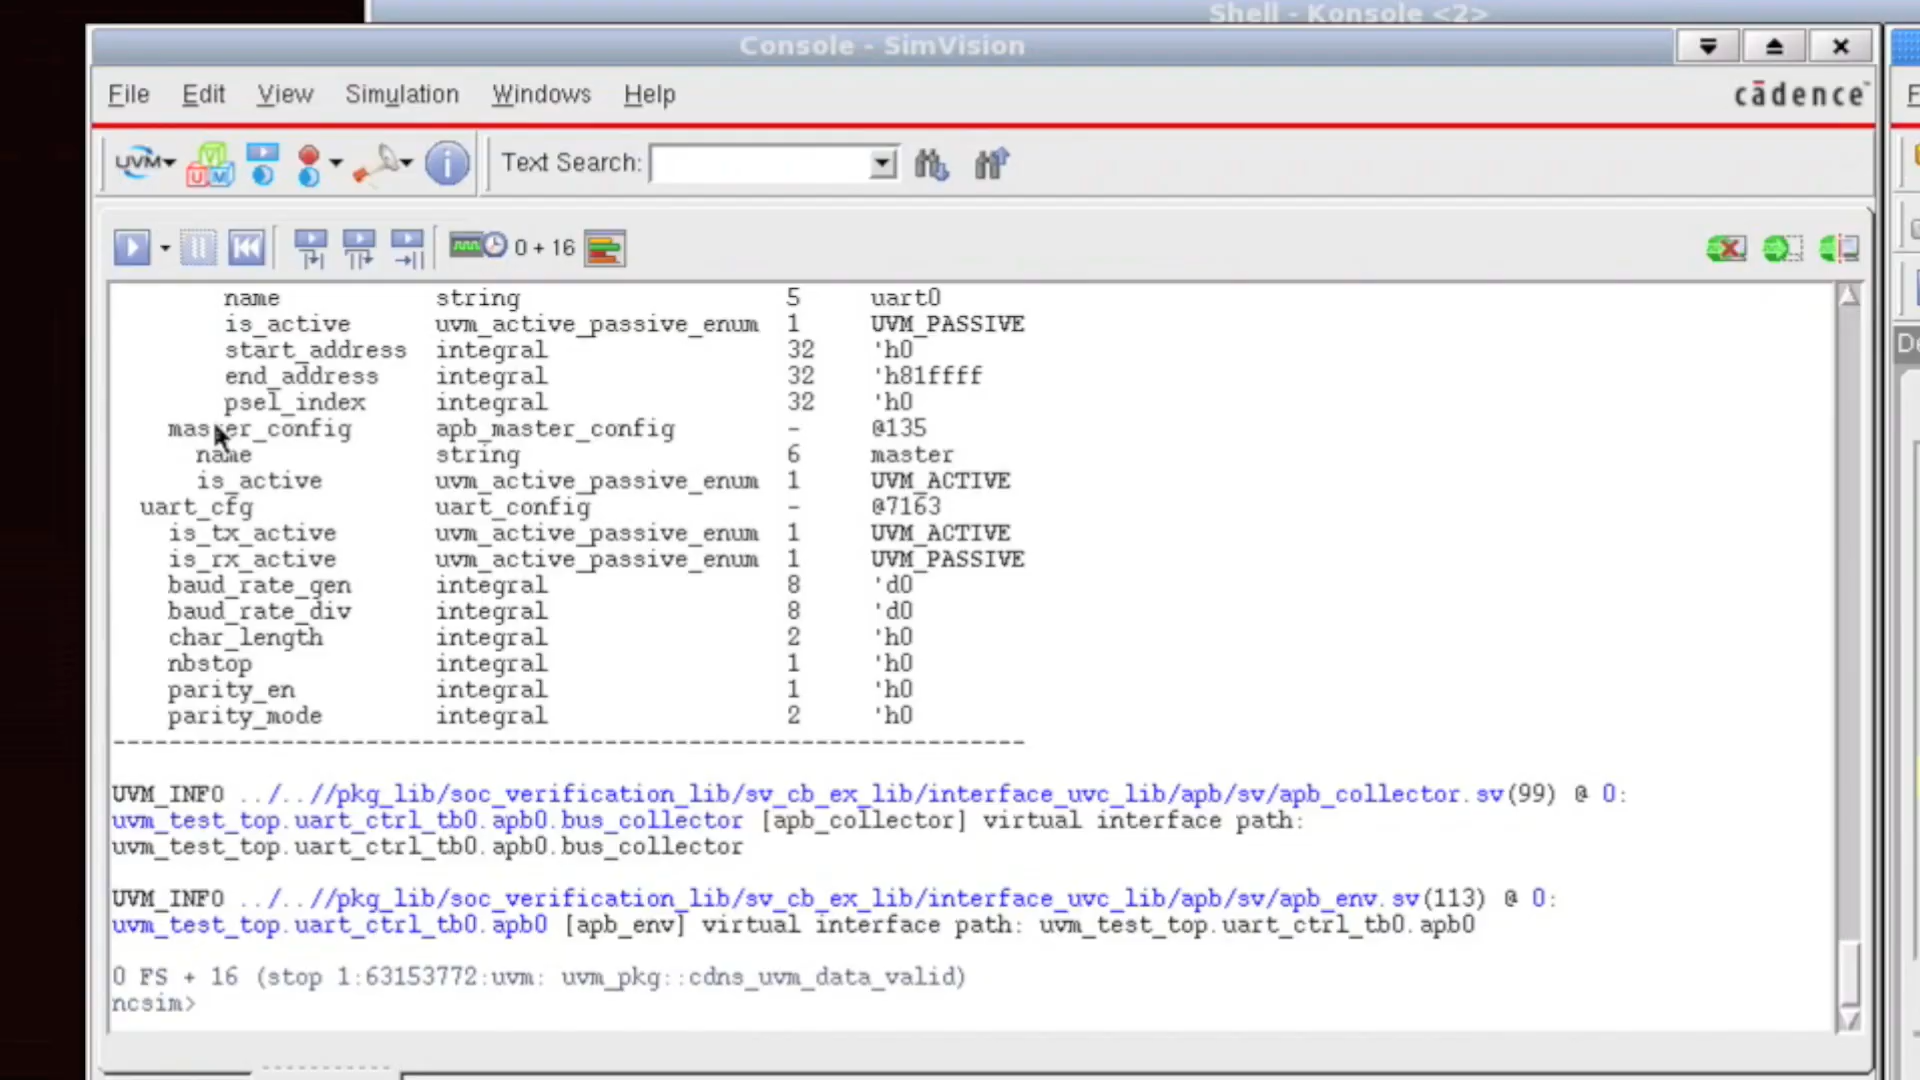 Shell - Konsole <2>
Console - SimVision
File Edit View Simulation Windows Help
cādence
UVM
Text Search:
0 + 16
name string 5 uart0
is_active uvm_active_passive_enum 1 UVM_PASSIVE
start_address integral 32 'h0
end_address integral 32 'h81ffff
psel_index integral 32 'h0
master_config apb_master_config - @135
name string 6 master
is_active uvm_active_passive_enum 1 UVM_ACTIVE
uart_cfg uart_config - @7163
is_tx_active uvm_active_passive_enum 1 UVM_ACTIVE
is_rx_active uvm_active_passive_enum 1 UVM_PASSIVE
baud_rate_gen integral 8 'd0
baud_rate_div integral 8 'd0
char_length integral 2 'h0
nbstop integral 1 'h0
parity_en integral 1 'h0
parity_mode integral 2 'h0
-----------------------------------------------------------------
UVM_INFO ../..//pkg_lib/soc_verification_lib/sv_cb_ex_lib/interface_uvc_lib/apb/sv/apb_collector.sv(99) @ 0:
uvm_test_top.uart_ctrl_tb0.apb0.bus_collector [apb_collector] virtual interface path:
uvm_test_top.uart_ctrl_tb0.apb0.bus_collector
UVM_INFO ../..//pkg_lib/soc_verification_lib/sv_cb_ex_lib/interface_uvc_lib/apb/sv/apb_env.sv(113) @ 0:
uvm_test_top.uart_ctrl_tb0.apb0 [apb_env] virtual interface path: uvm_test_top.uart_ctrl_tb0.apb0
0 FS + 16 (stop 1:63153772:uvm: uvm_pkg::cdns_uvm_data_valid)
ncsim>